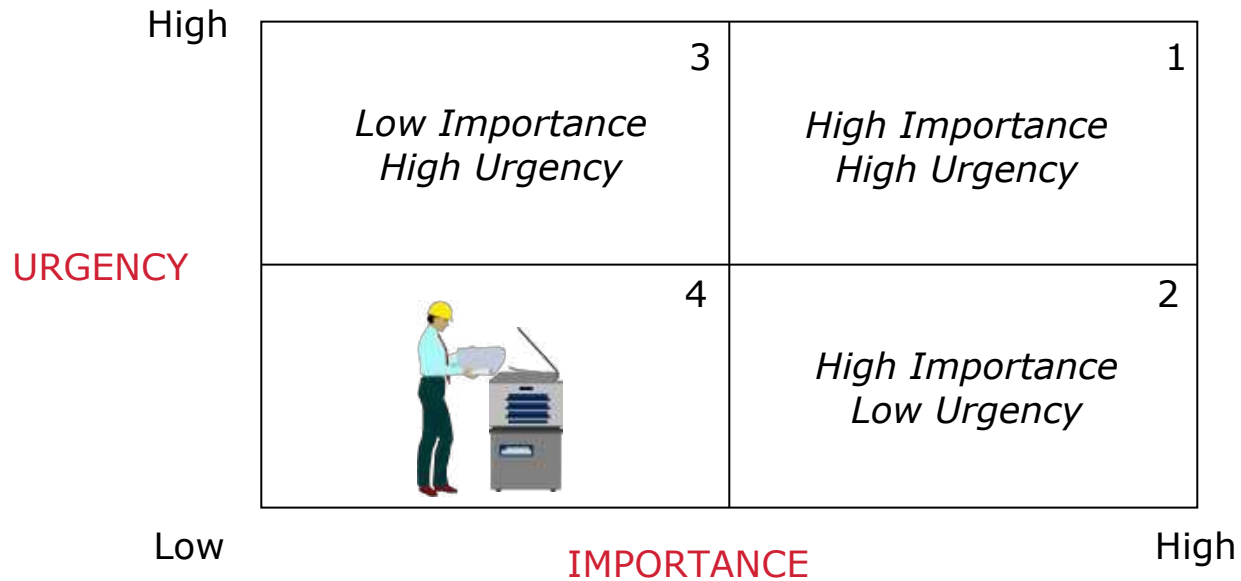 High
3
1
Low Importance
High Urgency
High Importance
High Urgency
URGENCY
4
2
High Importance
Low Urgency
Low
IMPORTANCE
High